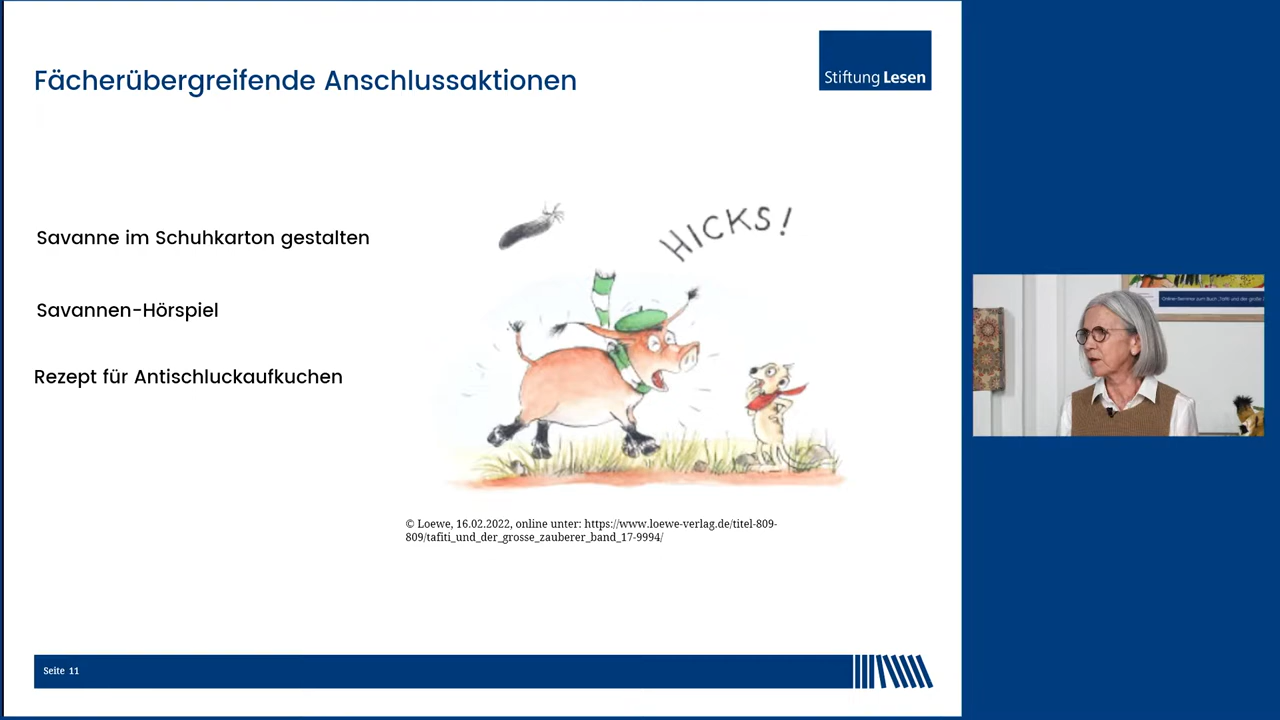 Fächerübergreifende Anschlussaktionen
Stiftung Lesen
Savanne im Schuhkarton gestalten
Savannen-Hörspiel
Rezept für Antischluckaufkuchen
HICKS!
© Loewe, 16.02.2022, online unter: https://www.loewe-verlag.de/titel-809-
809/tafiti_und_der_grosse_zauberer_band_17-9994/
Seite 11